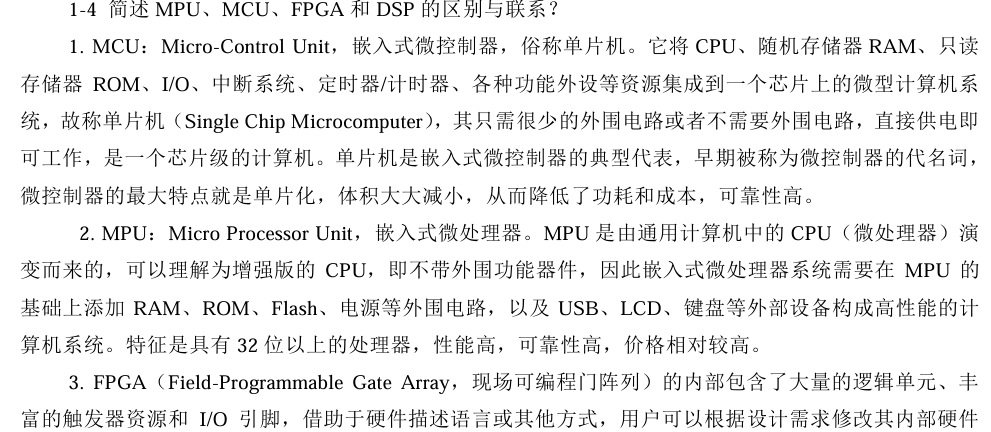 1-4 简述 MPU、MCU、FPGA 和 DSP 的区别与联系？
1. MCU：Micro-Control Unit，嵌入式微控制器，俗称单片机。它将 CPU、随机存储器 RAM、只读
存储器 ROM、I/O、中断系统、定时器/计时器、各种功能外设等资源集成到一个芯片上的微型计算机系
统，故称单片机（Single Chip Microcomputer），其只需很少的外围电路或者不需要外围电路，直接供电即
可工作，是一个芯片级的计算机。单片机是嵌入式微控制器的典型代表，早期被称为微控制器的代名词，
微控制器的最大特点就是单片化，体积大大减小，从而降低了功耗和成本，可靠性高。
2. MPU：Micro Processor Unit，嵌入式微处理器。MPU 是由通用计算机中的 CPU（微处理器）演
变而来的，可以理解为增强版的 CPU，即不带外围功能器件，因此嵌入式微处理器系统需要在 MPU 的
基础上添加 RAM、ROM、Flash、电源等外围电路，以及 USB、LCD、键盘等外部设备构成高性能的计
算机系统。特征是具有 32 位以上的处理器，性能高，可靠性高，价格相对较高。
3. FPGA（Field-Programmable Gate Array，现场可编程门阵列）的内部包含了大量的逻辑单元、丰
富的触发器资源和 I/O 引脚，借助于硬件描述语言或其他方式，用户可以根据设计需求修改其内部硬件